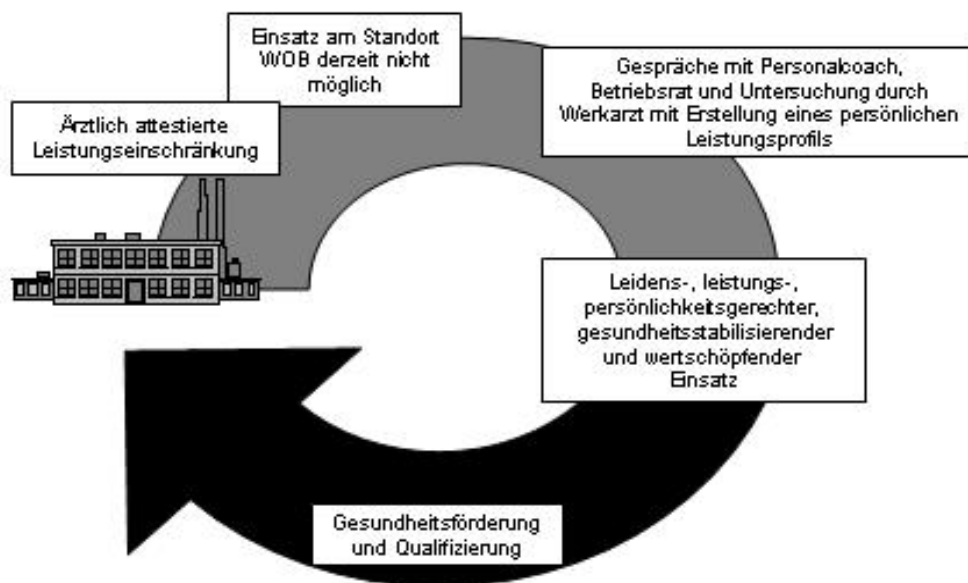 Einsatz am Standort
WOB derzeit nicht
möglich
Gespräche mit Personalcoach,
Betriebsrat und Untersuchung durch
Werkarzt mit Erstellung eines persönlichen
Leistungsprofils
Ärztlich attestierte
Leistungseinschränkung
Leidens-, leistungs-,
persönlichkeitsgerechter,
gesundheitsstabilisierender
und wertschöpfender
Einsatz
Gesundheitsförderung
und Qualifizierung